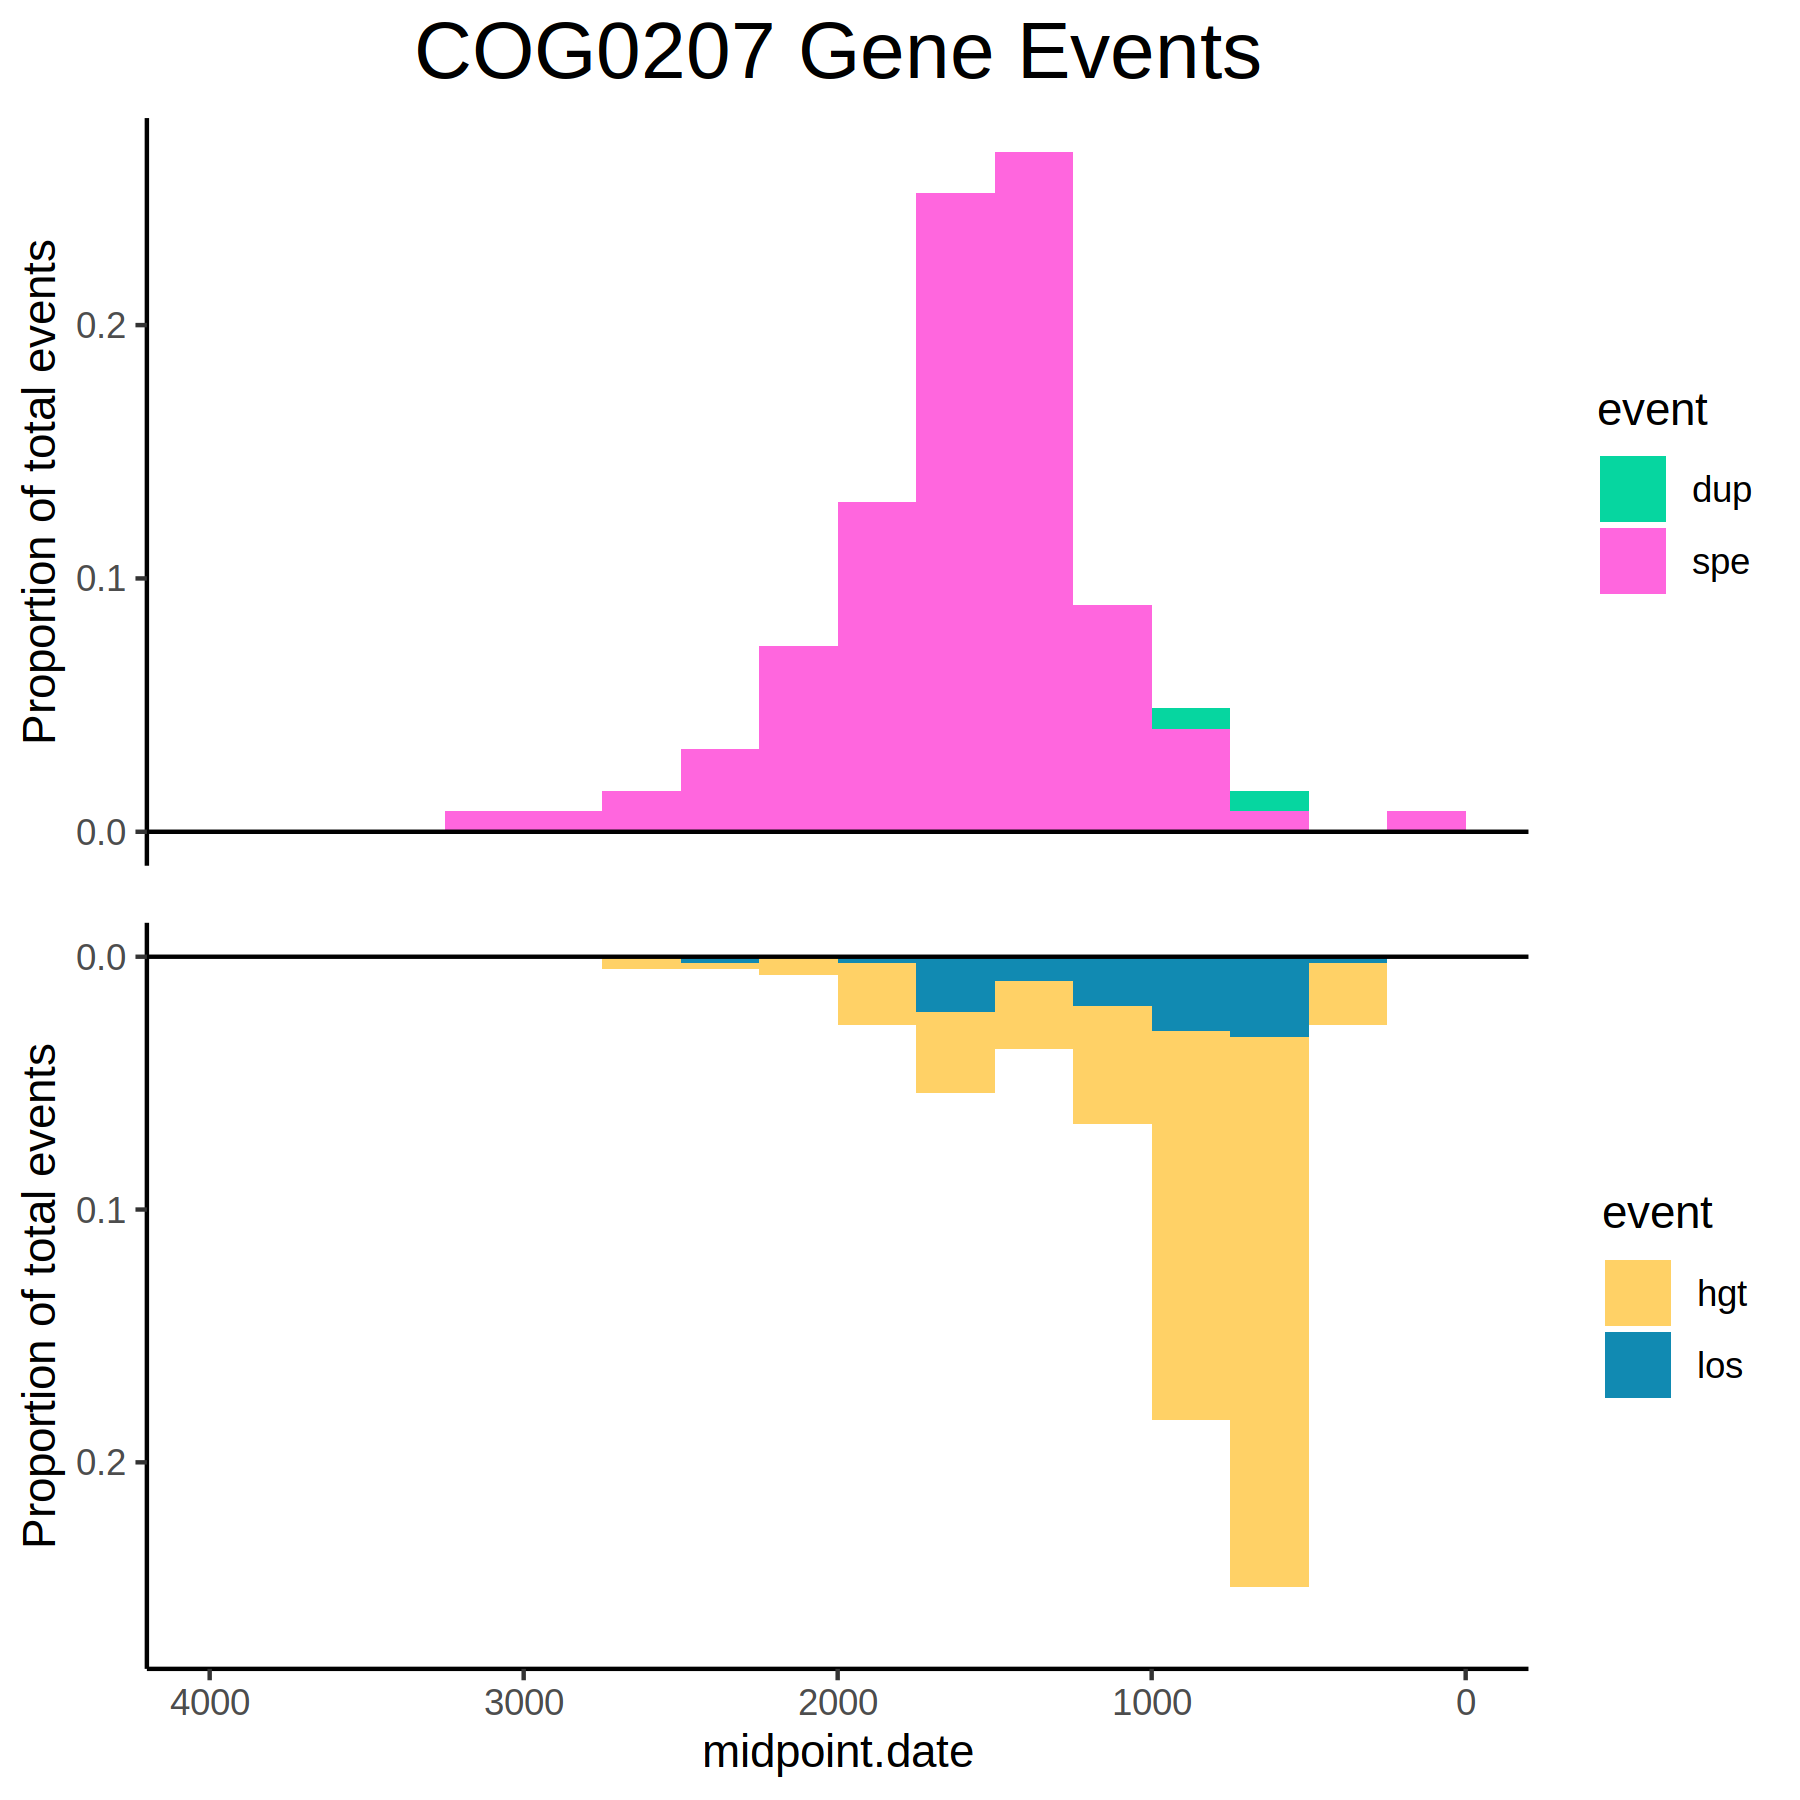 COG0207 Gene Events
Proportion of total events
0.2
0.1
0.0
event
dup
spe
Proportion of total events
0.0
0.1
0.2
event
hgt
los
4000 3000 2000 1000 0
midpoint.date